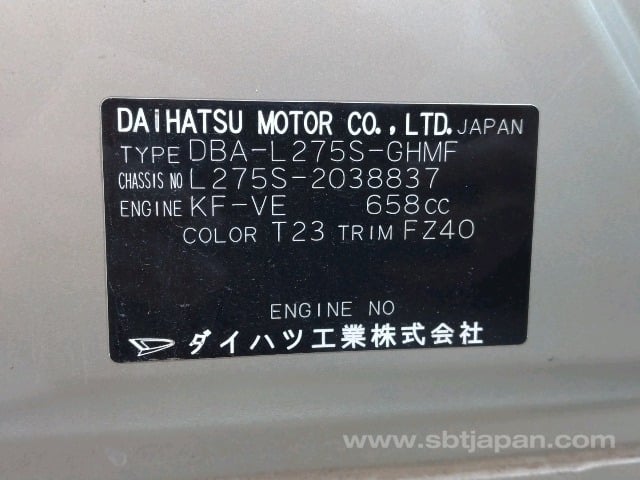 DAiHATSU MOTOR CO.,LTD. JAPAN
TYPE DBA-L275S-GHMF
CHASSIS NO L275S-2038837
ENGINE KF-VE 658cc
COLOR T23 TRIM FZ40
ENGINE NO
ダイハツ工業株式会社
www.sbtjapan.com